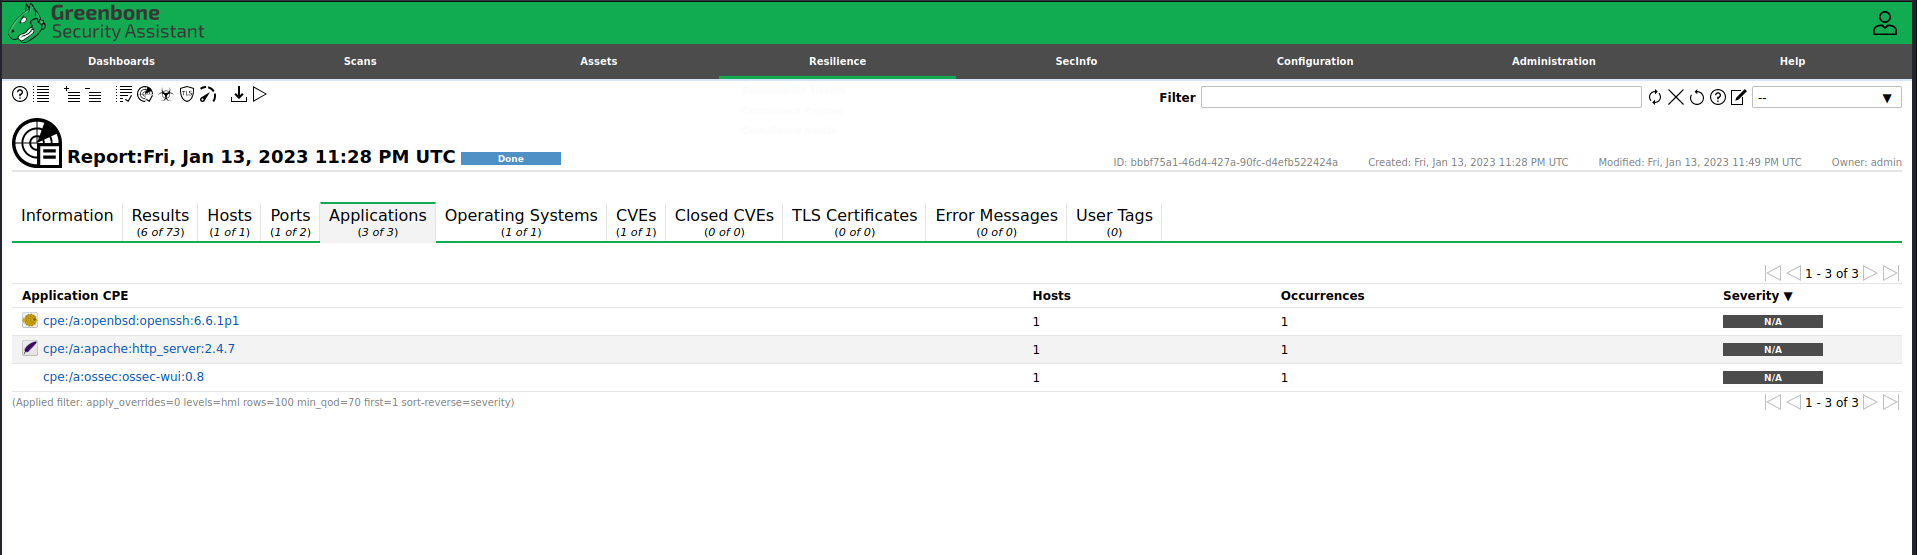 Greenbone
Security Assistant
Dashboards Scans Assets Resilience SecInfo Configuration Administration Help
Filter --
Report:Fri, Jan 13, 2023 11:28 PM UTC Done
ID: bbbf75a1-46d4-427a-90fc-d4efb522424a Created: Fri, Jan 13, 2023 11:28 PM UTC Modified: Fri, Jan 13, 2023 11:49 PM UTC Owner: admin
Information Results Hosts Ports Applications Operating Systems CVEs Closed CVEs TLS Certificates Error Messages User Tags
(6 of 73) (1 of 1) (1 of 2) (3 of 3) (1 of 1) (1 of 1) (0 of 0) (0 of 0) (0 of 0) (0)
1 - 3 of 3
Application CPE Hosts Occurrences Severity ▼
cpe:/a:openbsd:openssh:6.6.1p1 1 1 N/A
cpe:/a:apache:http_server:2.4.7 1 1 N/A
cpe:/a:ossec:ossec-wui:0.8 1 1 N/A
(Applied filter: apply_overrides=0 levels=hml rows=100 min_qod=70 first=1 sort-reverse=severity) 1 - 3 of 3